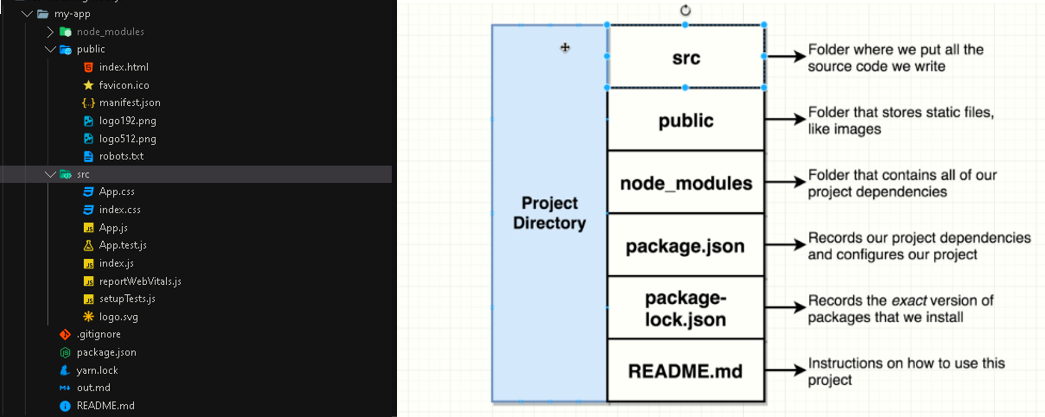 my-app
node_modules
public
index.html
favicon.ico
manifest.json
logo192.png
logo512.png
robots.txt
src
App.css
index.css
App.js
App.test.js
index.js
reportWebVitals.js
setupTests.js
logo.svg
.gitignore
package.json
yarn.lock
out.md
README.md
Project
Directory
src
Folder where we put all the
source code we write
public
Folder that stores static files,
like images
node_modules
Folder that contains all of our
project dependencies
package.json
Records our project dependencies
and configures our project
package-
lock.json
Records the exact version of
packages that we install
README.md
Instructions on how to use this
project